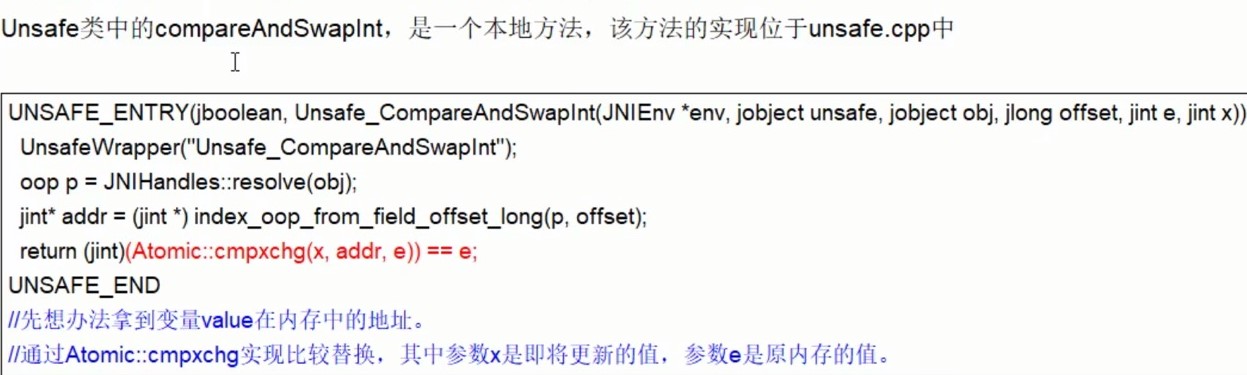 Unsafe类中的compareAndSwapInt，是一个本地方法，该方法的实现位于unsafe.cpp中
UNSAFE_ENTRY(jboolean, Unsafe_CompareAndSwapInt(JNIEnv *env, jobject unsafe, jobject obj, jlong offset, jint e, jint x))
UnsafeWrapper("Unsafe_CompareAndSwapInt");
oop p = JNIHandles::resolve(obj);
jint* addr = (jint *) index_oop_from_field_offset_long(p, offset);
return (jint)(Atomic::cmpxchg(x, addr, e)) == e;
UNSAFE_END
//先想办法拿到变量value在内存中的地址。
//通过Atomic::cmpxchg实现比较替换，其中参数x是即将更新的值，参数e是原内存的值。